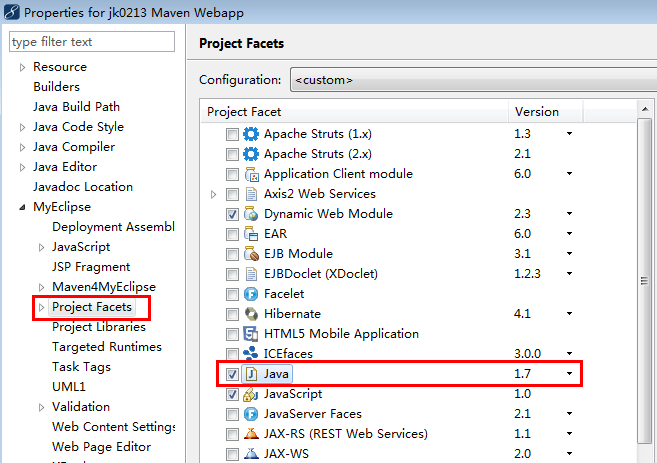 Properties for jk0213 Maven Webapp
type filter text
Resource
Builders
Java Build Path
Java Code Style
Java Compiler
Java Editor
Javadoc Location
MyEclipse
Deployment Assembl
JavaScript
JSP Fragment
Maven4MyEclipse
Project Facets
Project Libraries
Targeted Runtimes
Task Tags
UML1
Validation
Web Content Settings
Web Page Editor
Project Facets
Configuration: <custom>
Project Facet Version
Apache Struts (1.x) 1.3
Apache Struts (2.x) 2.1
Application Client module 6.0
Axis2 Web Services
Dynamic Web Module 2.3
EAR 6.0
EJB Module 3.1
EJBDoclet (XDoclet) 1.2.3
Facelet
Hibernate 4.1
HTML5 Mobile Application
ICEfaces 3.0.0
Java 1.7
JavaScript 1.0
JavaServer Faces 2.1
JAX-RS (REST Web Services) 1.1
JAX-WS 2.0